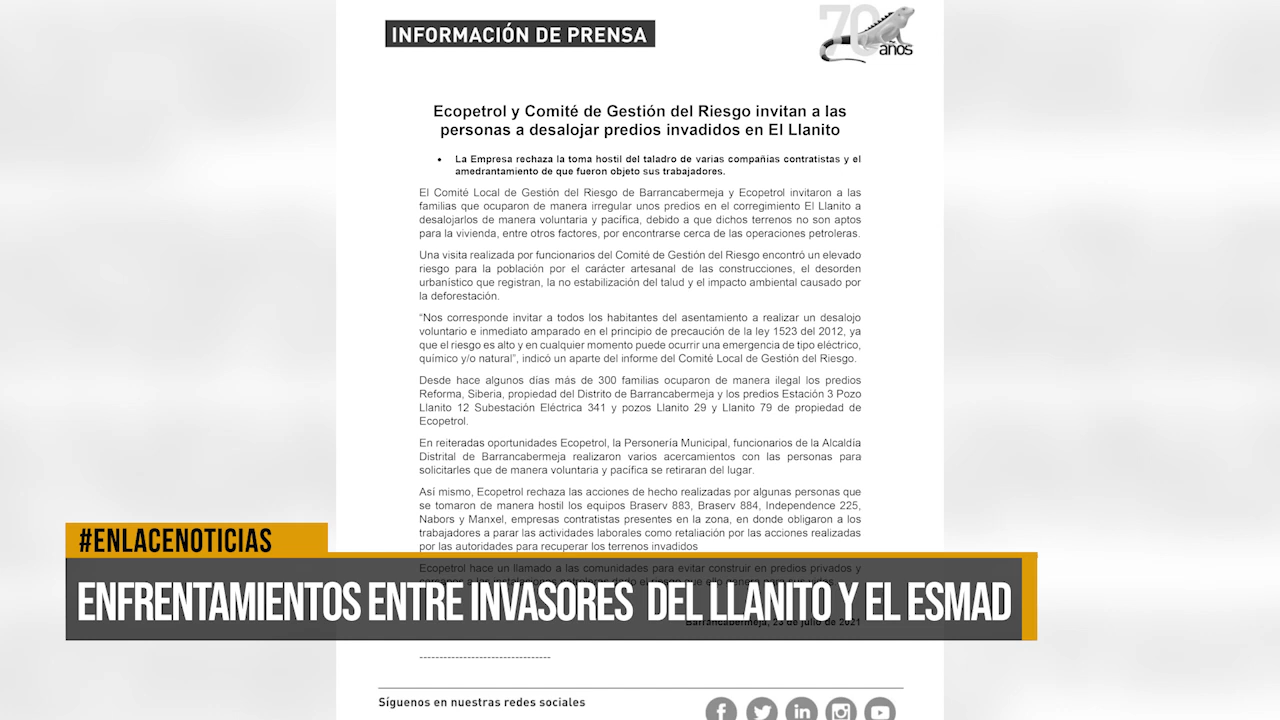 INFORMACIÓN DE PRENSA
70
años
Ecopetrol y Comité de Gestión del Riesgo invitan a las
personas a desalojar predios invadidos en El Llanito
• La Empresa rechaza la toma hostil del taladro de varias compañias contratistas y el
amedrantamiento de que fueron objeto sus trabajadores.
El Comité Local de Gestión del Riesgo de Barrancabermeja y Ecopetrol invitaron a las
familias que ocuparon de manera irregular unos predios en el corregimiento El Llanito a
desalojarlos de manera voluntaria y pacífica, debido a que dichos terrenos no son aptos
para la vivienda, entre otros factores, por encontrarse cerca de las operaciones petroleras.
Una visita realizada por funcionarios del Comité de Gestión del Riesgo encontró un elevado
riesgo para la población por el carácter artesanal de las construcciones, el desorden
urbanístico que registran, la no estabilización del talud y el impacto ambiental causado por
la deforestación.
“Nos corresponde invitar a todos los habitantes del asentamiento a realizar un desalojo
voluntario e inmediato amparado en el principio de precaución de la ley 1523 del 2012, ya
que el riesgo es alto y en cualquier momento puede ocurrir una emergencia de tipo eléctrico,
químico y/o natural”, indicó un aparte del informe del Comité Local de Gestión del Riesgo.
Desde hace algunos días más de 300 familias ocuparon de manera ilegal los predios
Reforma, Siberia, propiedad del Distrito de Barrancabermeja y los predios Estación 3 Pozo
Llanito 12 Subestación Eléctrica 341 y pozos Llanito 29 y Llanito 79 de propiedad de
Ecopetrol.
En reiteradas oportunidades Ecopetrol, la Personería Municipal, funcionarios de la Alcaldía
Distrital de Barrancabermeja realizaron varios acercamientos con las personas para
solicitarles que de manera voluntaria y pacífica se retiraran del lugar.
Así mismo, Ecopetrol rechaza las acciones de hecho realizadas por algunas personas que
se tomaron de manera hostil los equipos Braserv 883, Braserv 884, Independence 225,
Nabors y Manxel, empresas contratistas presentes en la zona, en donde obligaron a los
trabajadores a parar las actividades laborales como retaliación por las acciones realizadas
por las autoridades para recuperar los terrenos invadidos
#ENLACENOTICIAS
Ecopetrol hace un llamado a las comunidades para evitar construir en predios privados y
cercanos a las instalaciones petroleras dado el riesgo que ello genera para sus vidas.
ENFRENTAMIENTOS ENTRE INVASORES DEL LLANITO Y EL ESMAD
Barrancabermeja, 23 de julio de 2021
---------------------------------
Síguenos en nuestras redes sociales